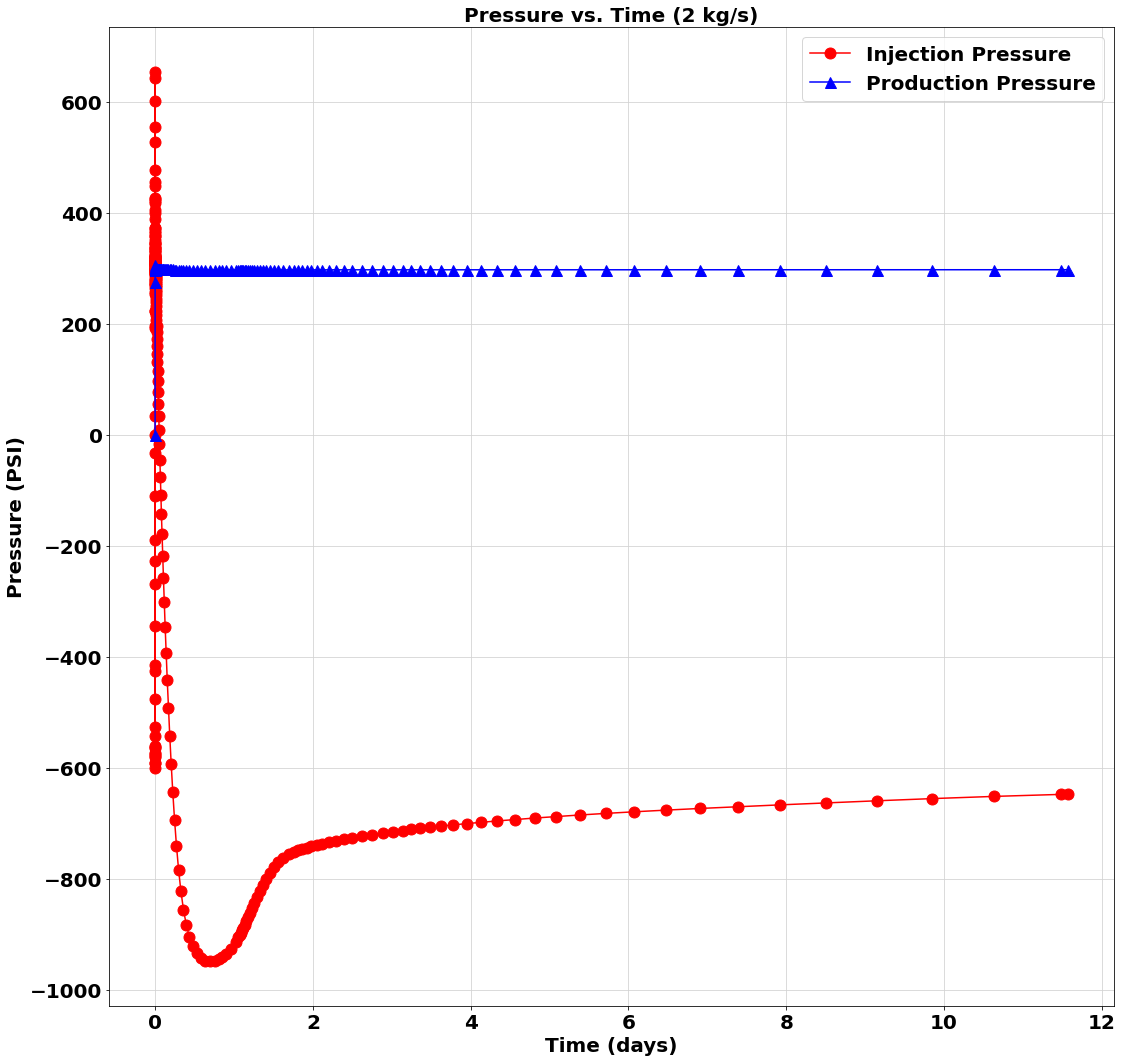 Pressure vs. Time (2 kg/s)
Injection Pressure
Production Pressure
600
400
200
0
−200
−400
−600
−800
−1000
Pressure (PSI)
0 2 4 6 8 10 12
Time (days)